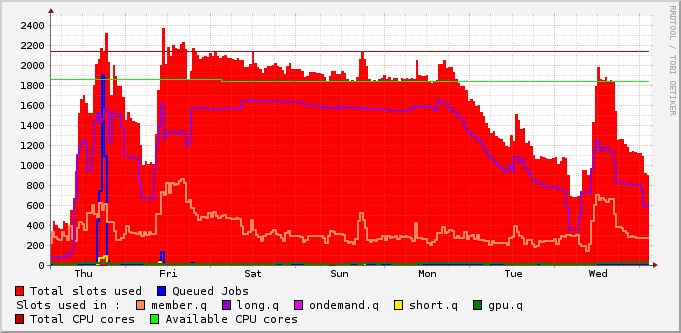 2400
2200
2000
1800
1600
1400
1200
1000
800
600
400
200
0
Thu Fri Sat Sun Mon Tue Wed
RRDTOOL / TOBI OETIKER
Total slots used Queued Jobs
Slots used in : member.q long.q ondemand.q short.q gpu.q
Total CPU cores Available CPU cores